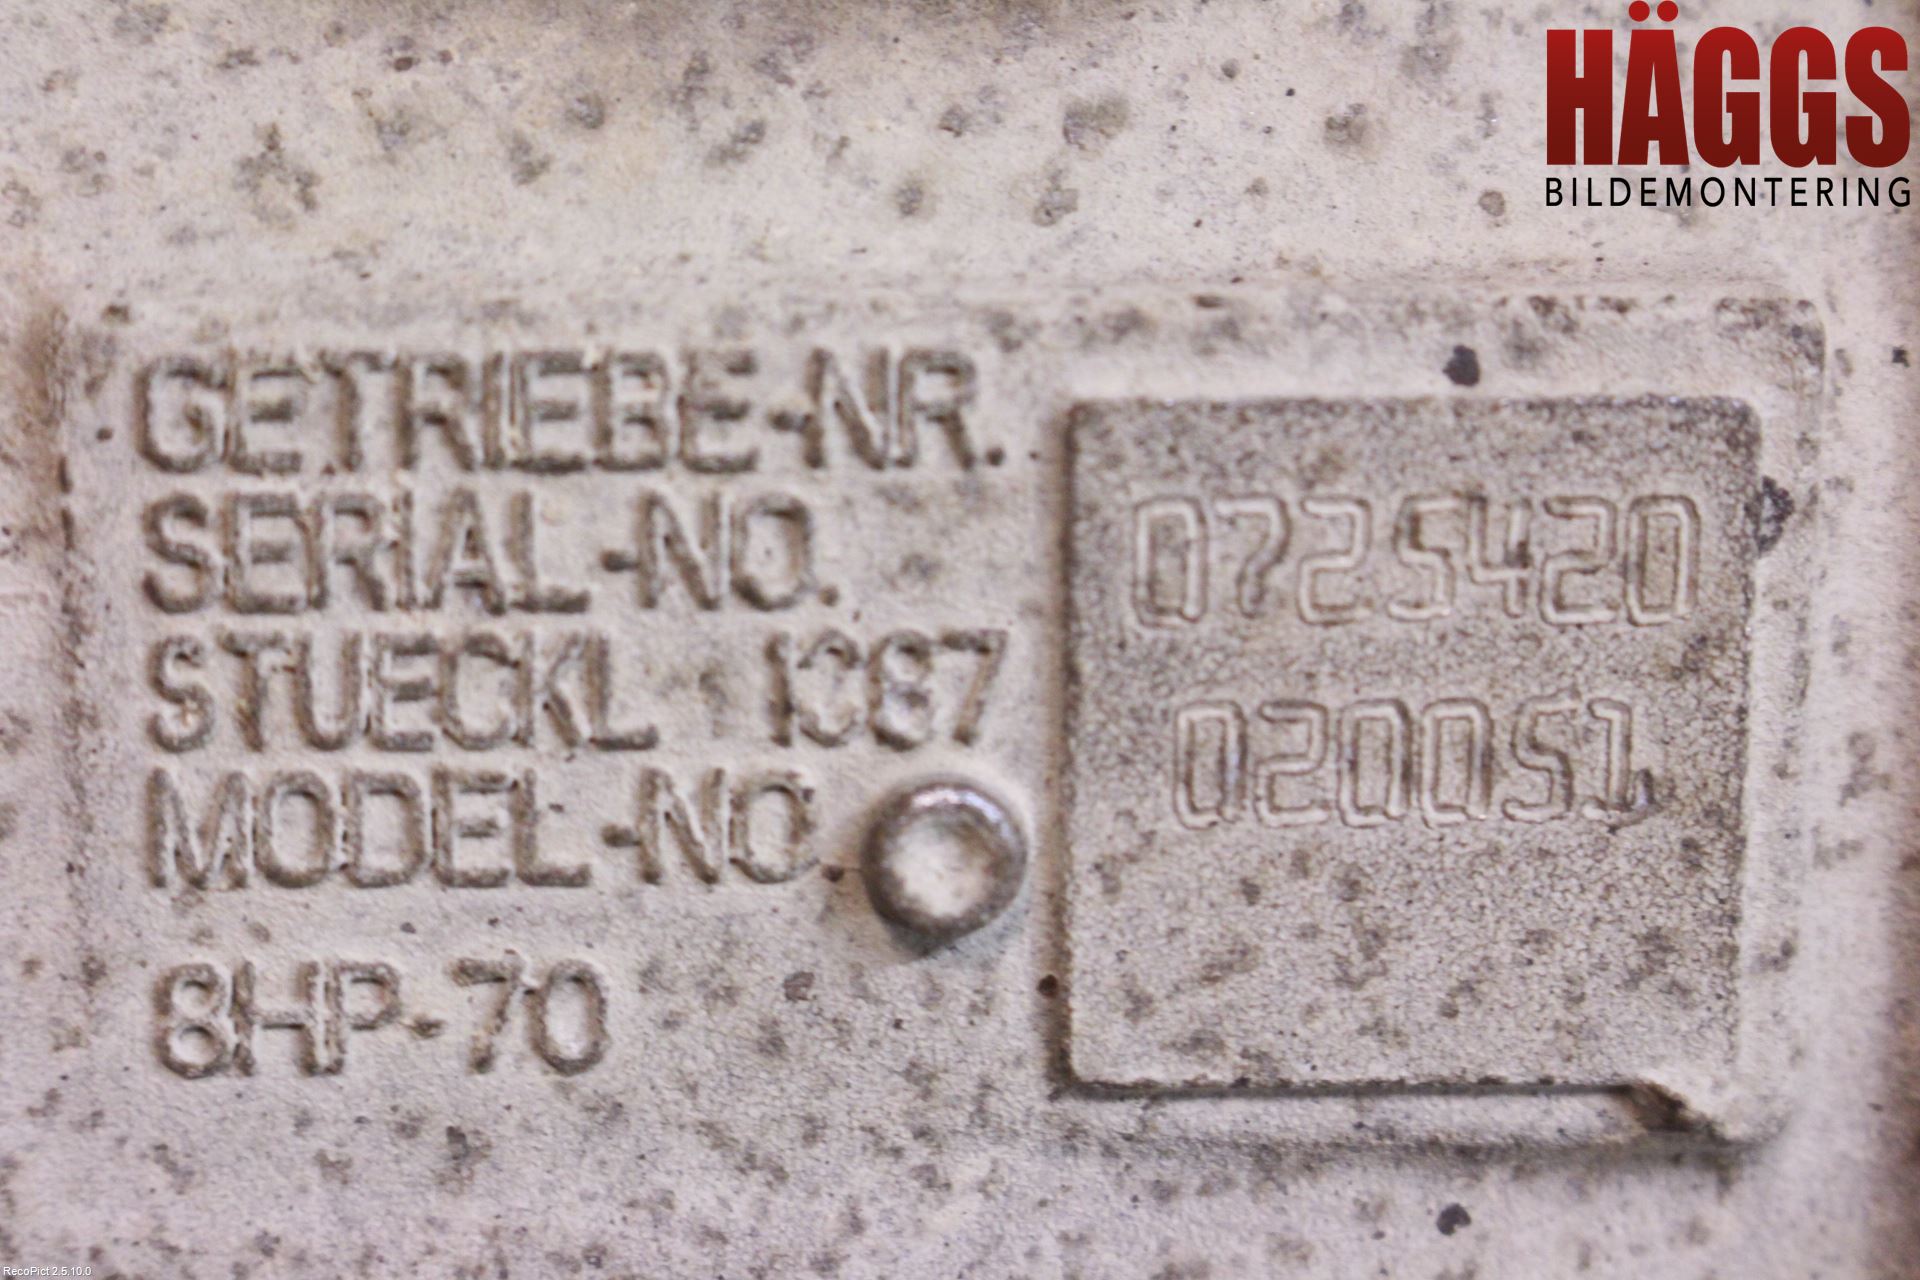 HÄGGS
BILDEMONTERING
GETRIEBE-NR.
0725420
SERIAL-NO.
STUECKL 1087
020051
MODEL-NO.
8HP-70
RecoPict 2.5.10.0